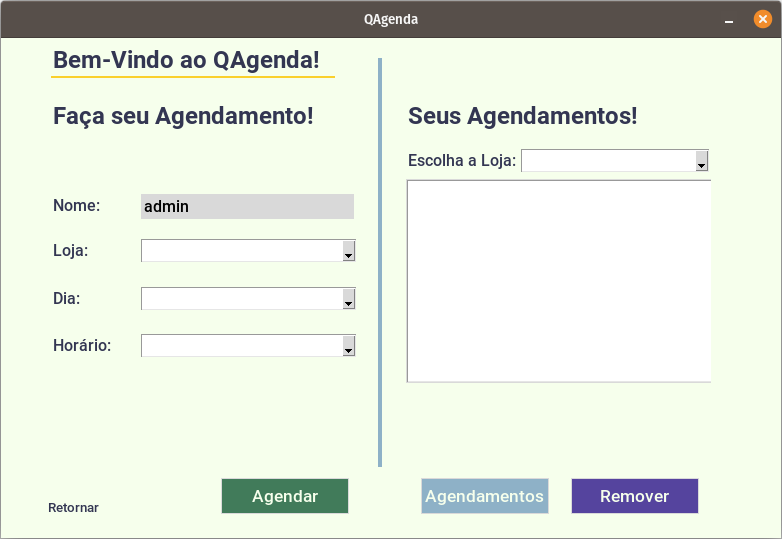 QAgenda
Bem-Vindo ao QAgenda!
Faça seu Agendamento!
Nome: admin
Loja:
Dia:
Horário:
Agendar
Retornar
Seus Agendamentos!
Escolha a Loja:
Agendamentos
Remover